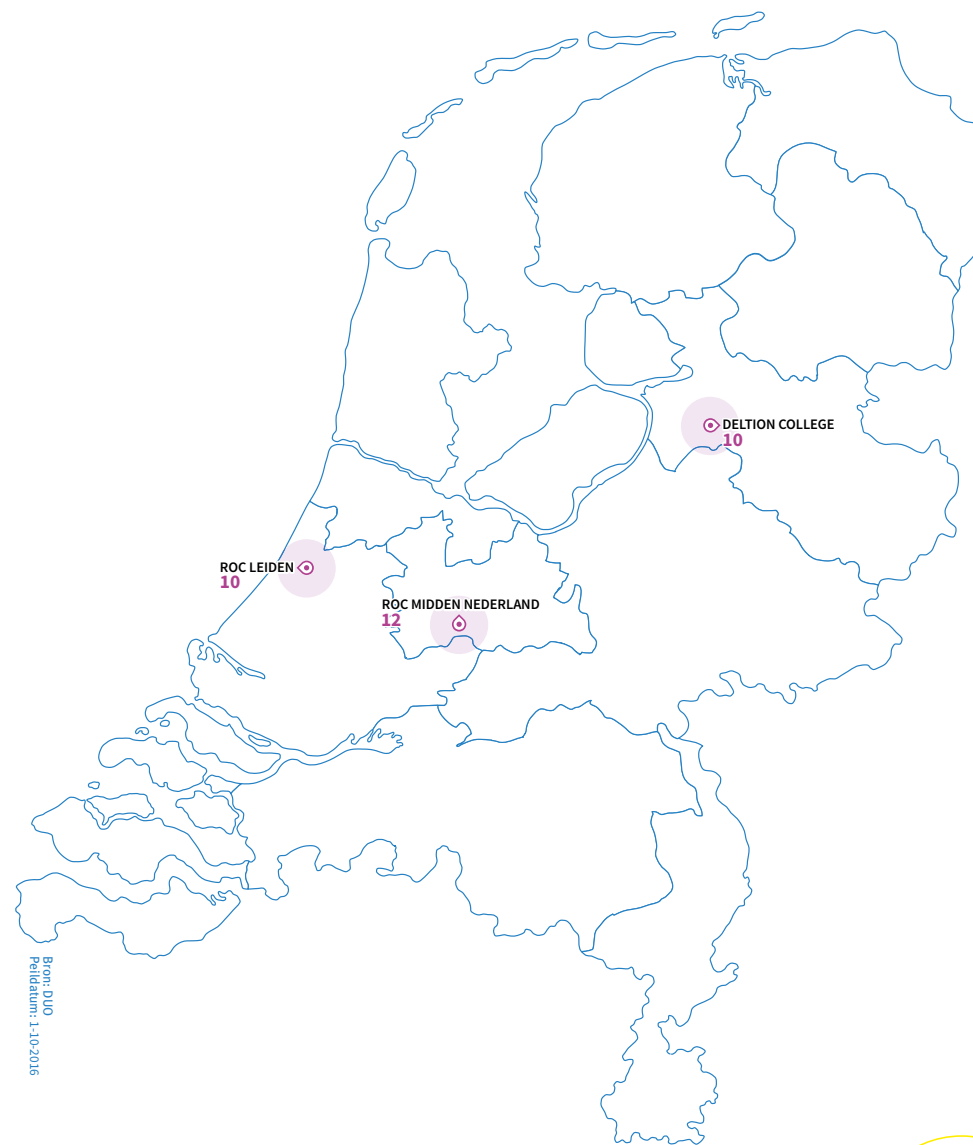 DELTION COLLEGE
10
ROC LEIDEN
10
ROC MIDDEN NEDERLAND
12
Bron: DUO
Peildatum: 1-10-2016